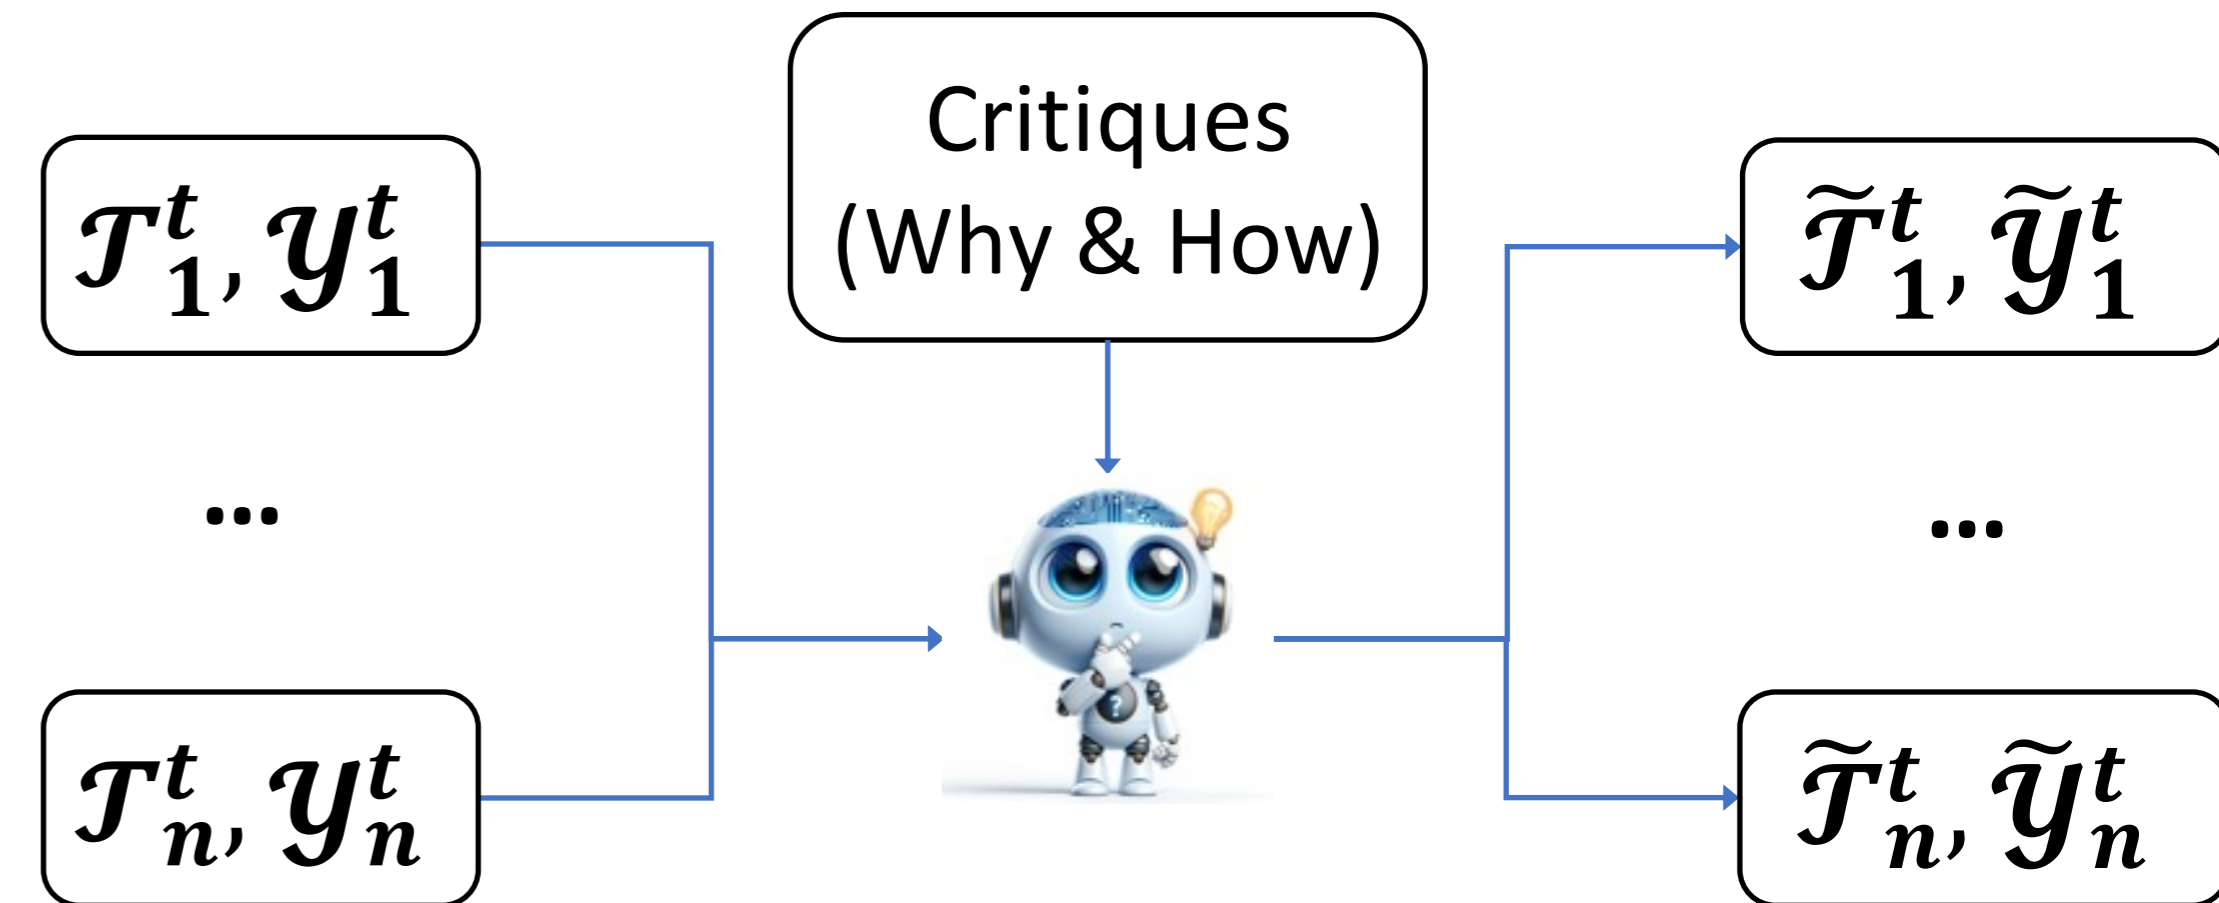 𝒯₁ᵗ, 𝒴₁ᵗ
...
𝒯ₙᵗ, 𝒴ₙᵗ
Critiques
(Why & How)
?
𝒯̃₁ᵗ, 𝒴̃₁ᵗ
...
𝒯̃ₙᵗ, 𝒴̃ₙᵗ